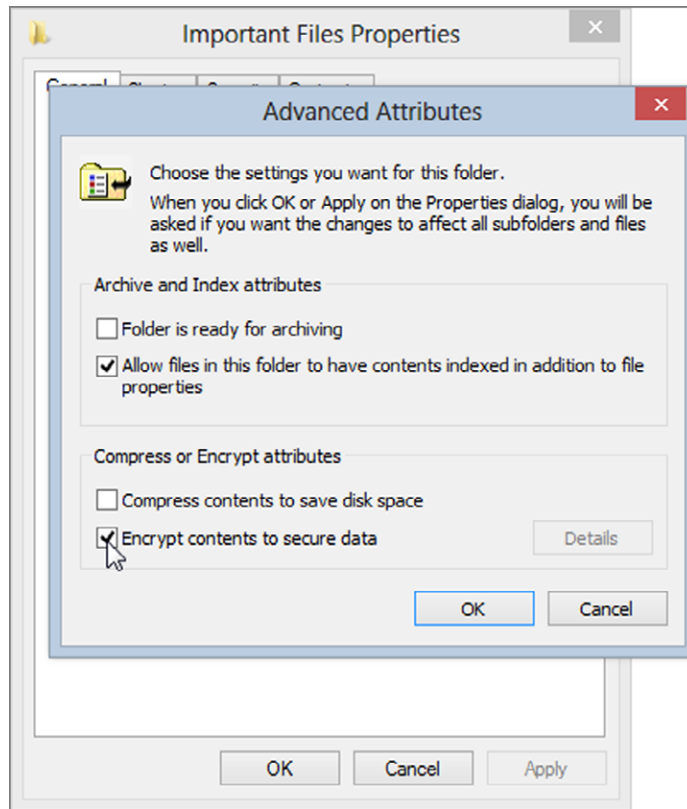 Important Files Properties
General
Advanced Attributes
Choose the settings you want for this folder.
When you click OK or Apply on the Properties dialog, you will be
asked if you want the changes to affect all subfolders and files
as well.
Archive and Index attributes
Folder is ready for archiving
Allow files in this folder to have contents indexed in addition to file
properties
Compress or Encrypt attributes
Compress contents to save disk space
Encrypt contents to secure data
Details
OK
Cancel
OK
Cancel
Apply